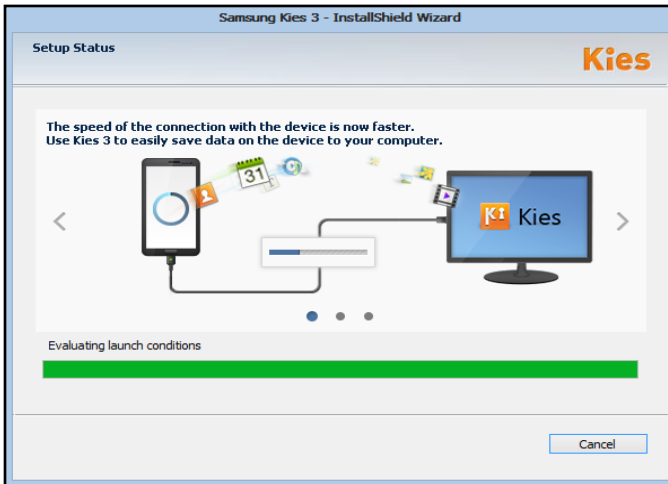 Samsung Kies 3 - InstallShield Wizard
Setup Status
Kies
The speed of the connection with the device is now faster.
Use Kies 3 to easily save data on the device to your computer.
31
Ki Kies
Evaluating launch conditions
Cancel